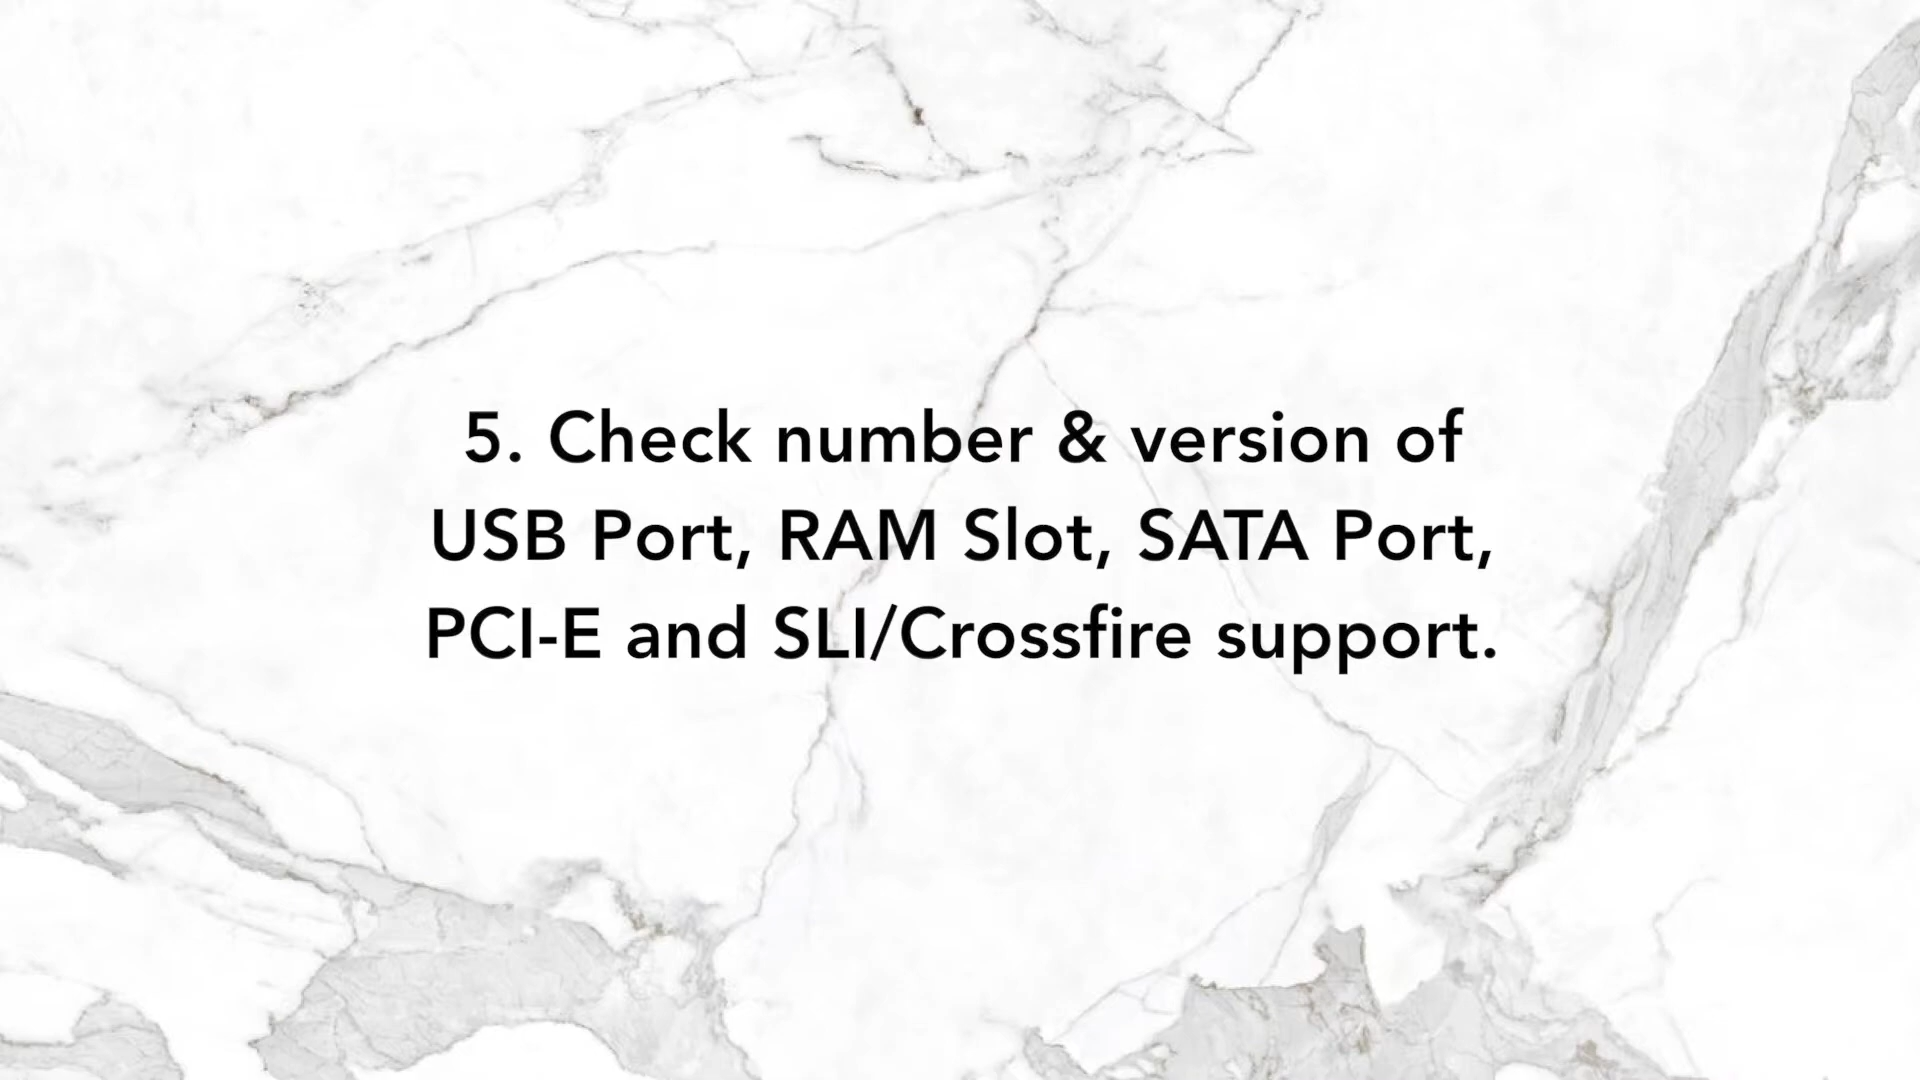 5. Check number & version of
USB Port, RAM Slot, SATA Port,
PCI-E and SLI/Crossfire support.